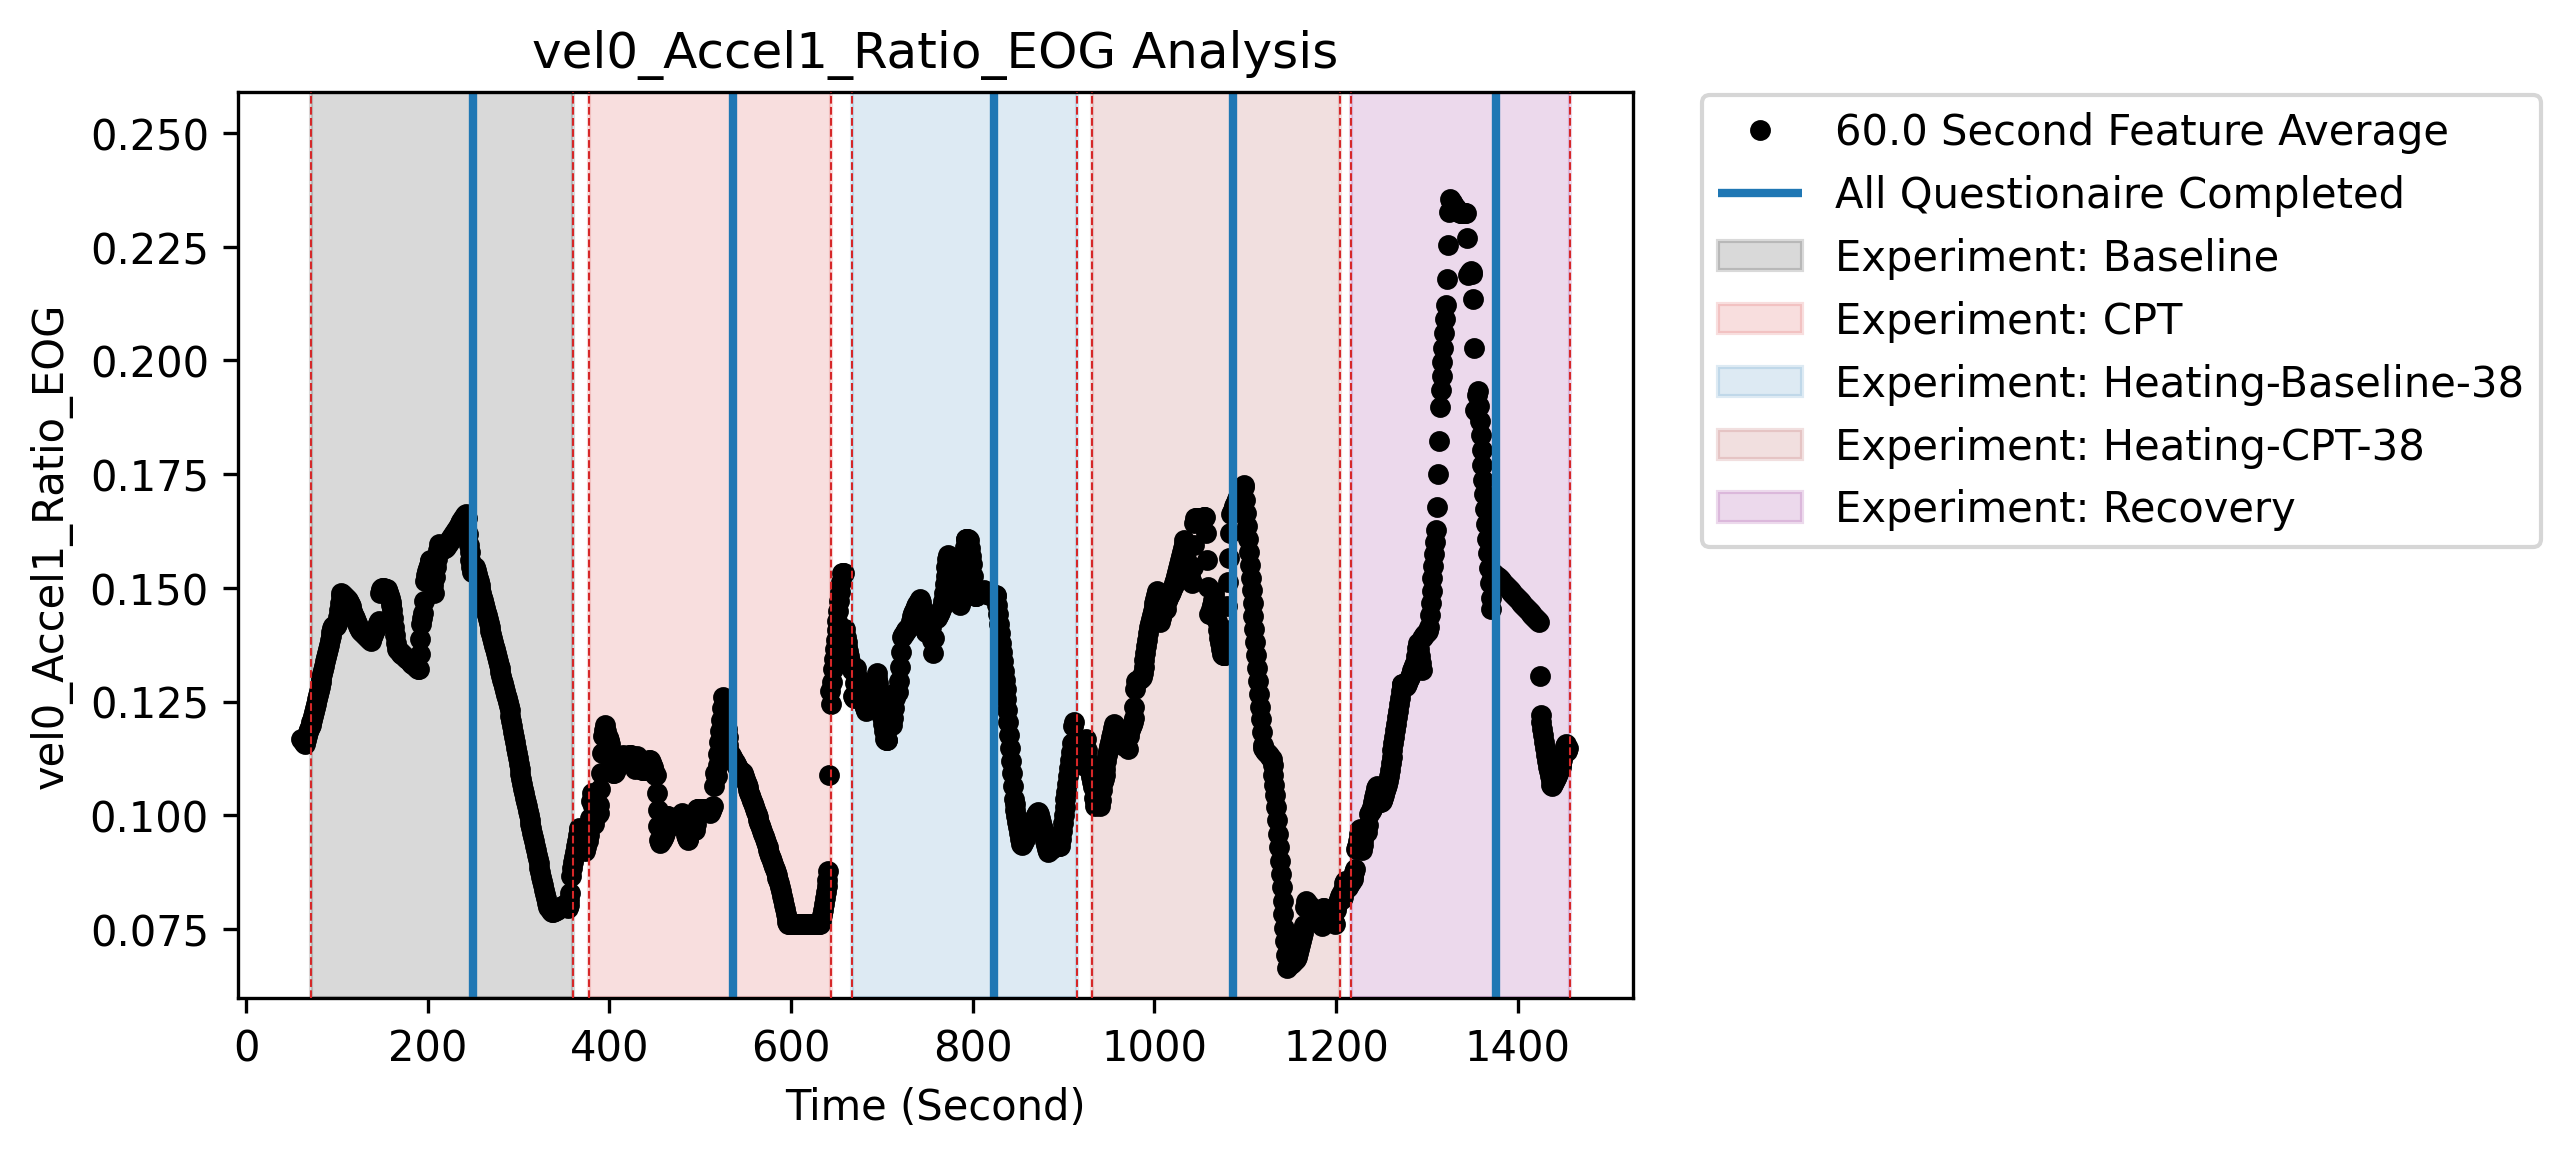 vel0_Accel1_Ratio_EOG Analysis
vel0_Accel1_Ratio_EOG
0.250
0.225
0.200
0.175
0.150
0.125
0.100
0.075
0 200 400 600 800 1000 1200 1400
Time (Second)
60.0 Second Feature Average
All Questionaire Completed
Experiment: Baseline
Experiment: CPT
Experiment: Heating-Baseline-38
Experiment: Heating-CPT-38
Experiment: Recovery